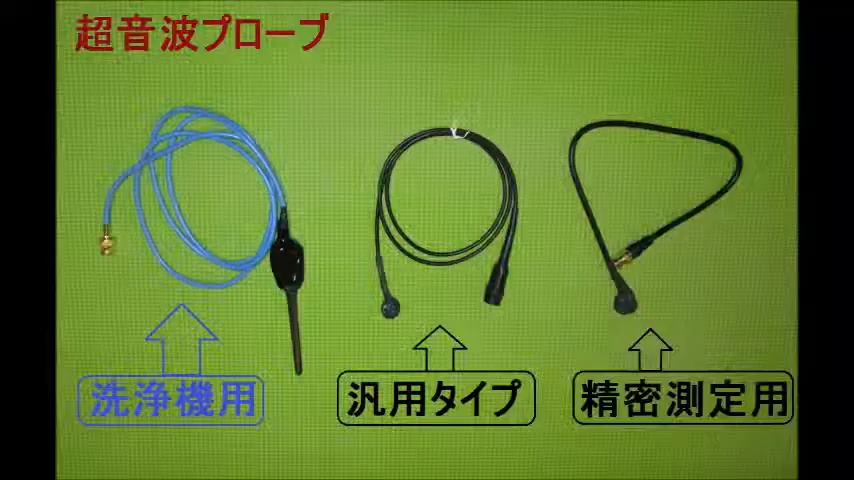 超音波プローブ
洗浄機用
汎用タイプ
精密測定用